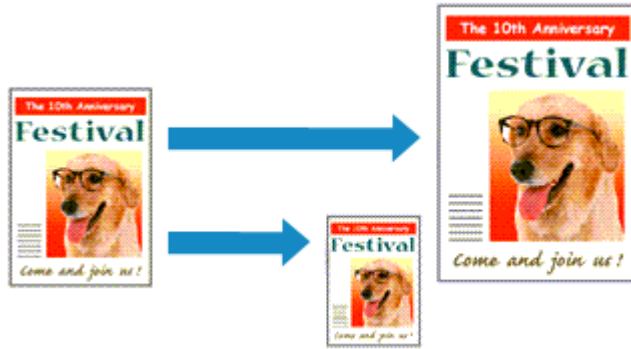 The 10th Anniversary
Festival
Come and join us!
The 10th Anniversary
Festival
Come and join us!
The 10th Anniversary
Festival
Come and join us!